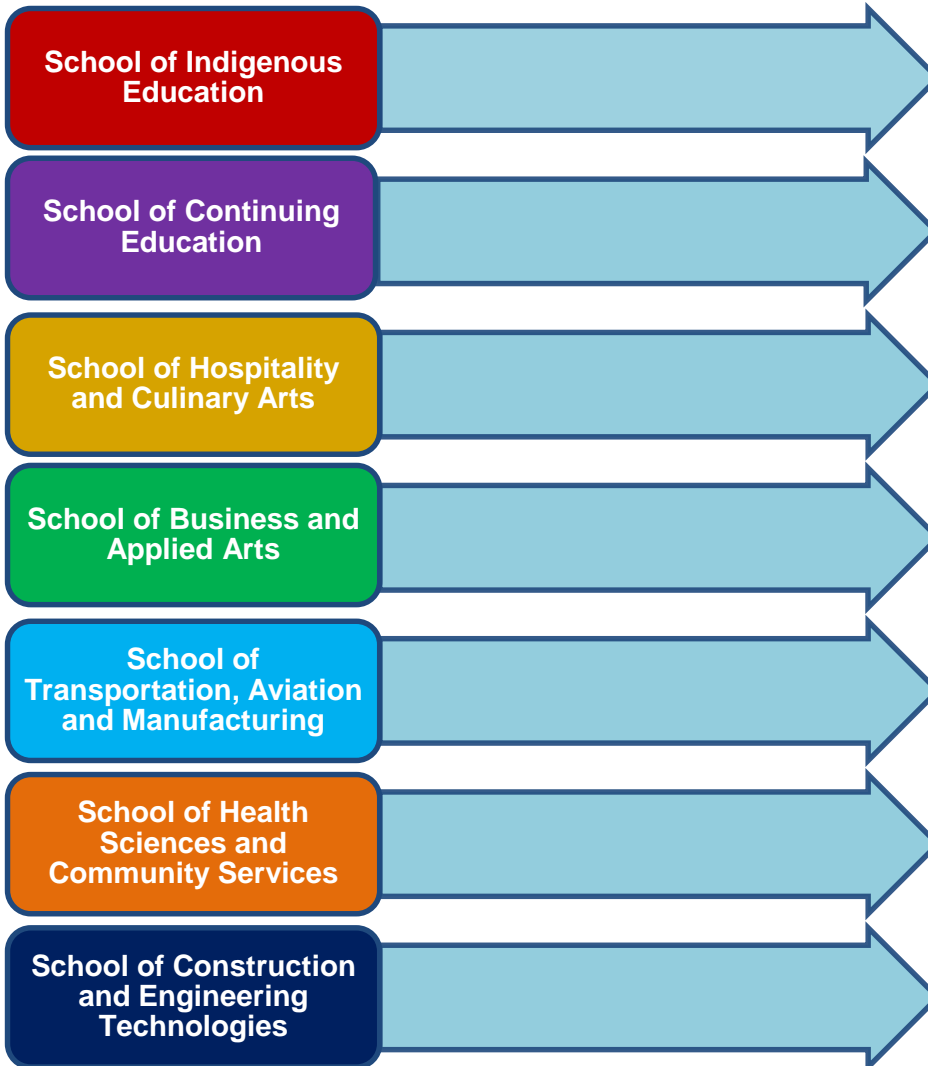 School of Indigenous
Education
School of Continuing
Education
School of Hospitality
and Culinary Arts
School of Business and
Applied Arts
School of
Transportation, Aviation
and Manufacturing
School of Health
Sciences and
Community Services
School of Construction
and Engineering
Technologies